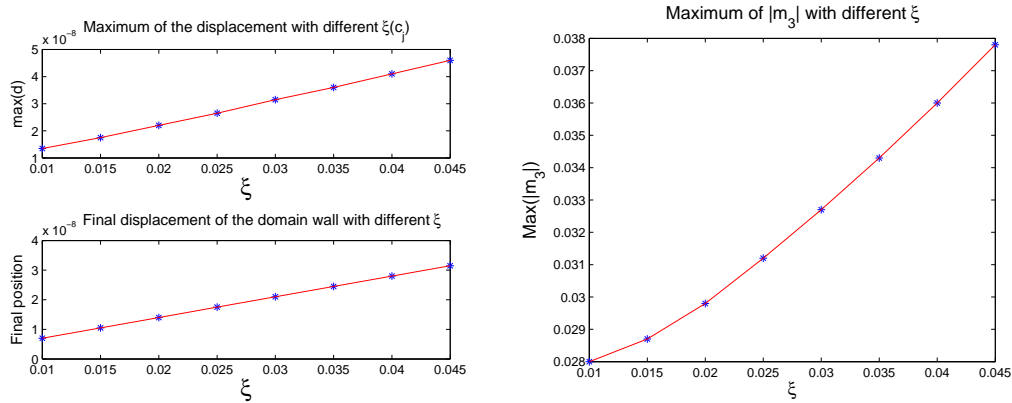 Maximum of the displacement with different ξ(c_j)
x 10^-8
5
4
3
2
1
max(d)
0.01 0.015 0.02 0.025 0.03 0.035 0.04 0.045
ξ
Final displacement of the domain wall with different ξ
x 10^-8
4
3
2
1
0
Final position
0.01 0.015 0.02 0.025 0.03 0.035 0.04 0.045
ξ
Maximum of |m_3| with different ξ
0.038
0.037
0.036
0.035
0.034
0.033
0.032
0.031
0.03
0.029
0.028
Max(|m_3|)
0.01 0.015 0.02 0.025 0.03 0.035 0.04 0.045
ξ